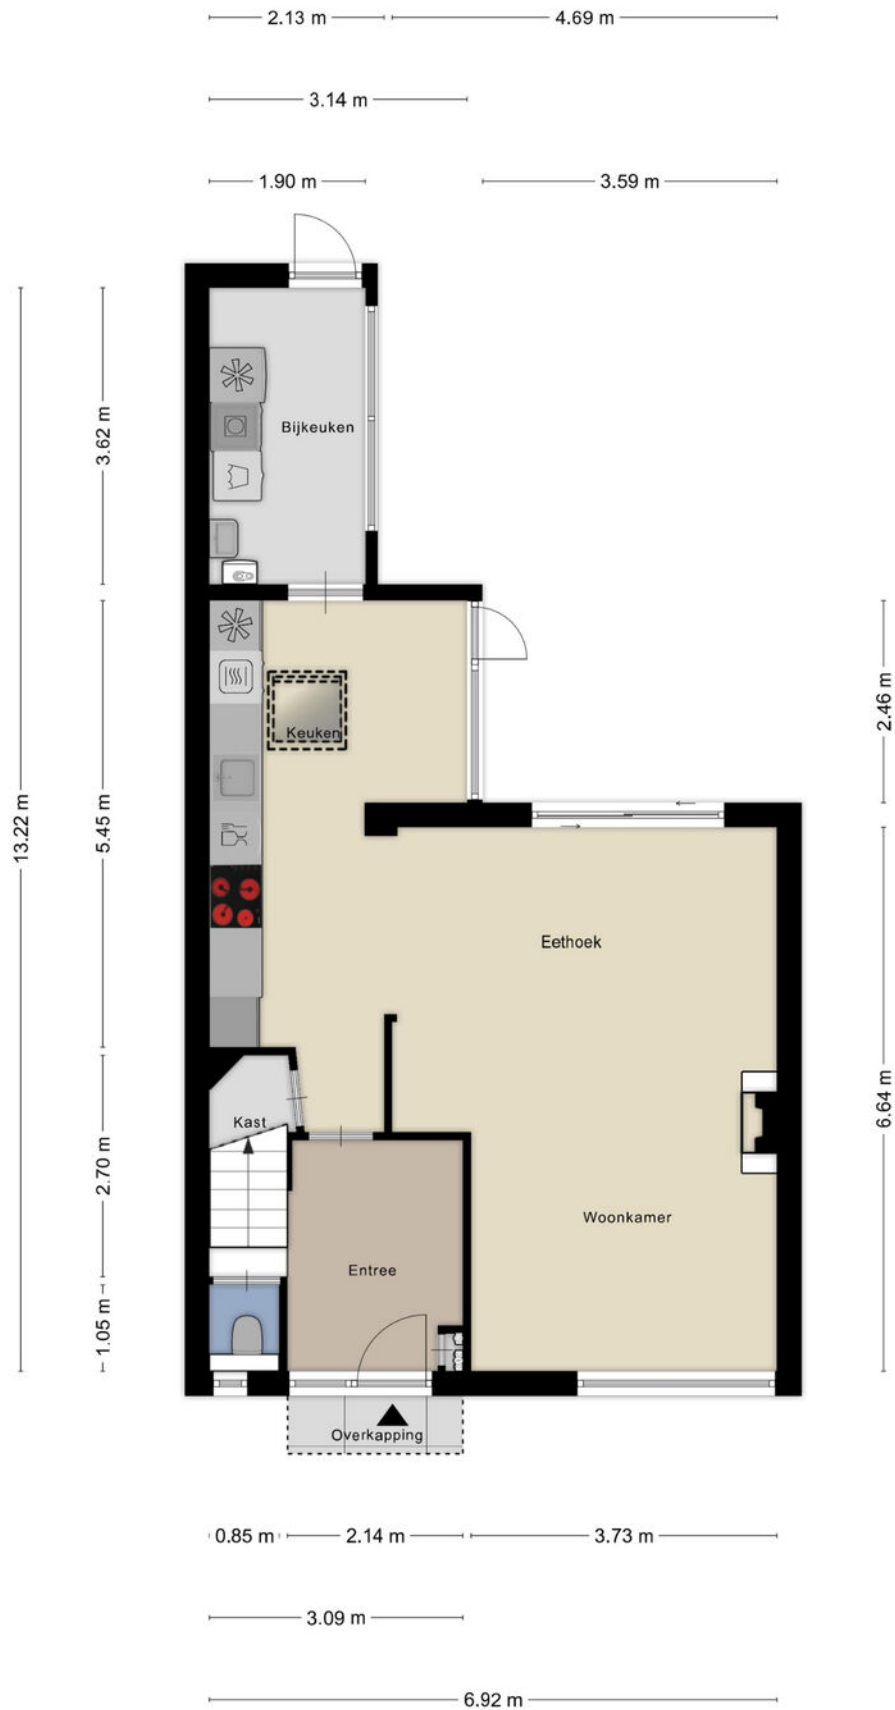 2.13 m
4.69 m
3.14 m
1.90 m
3.59 m
Bijkeuken
3.62 m
2.46 m
Keuken
13.22 m
5.45 m
Eethoek
6.64 m
Kast
2.70 m
Woonkamer
Entree
1.05 m
Overkapping
0.85 m
2.14 m
3.73 m
3.09 m
6.92 m